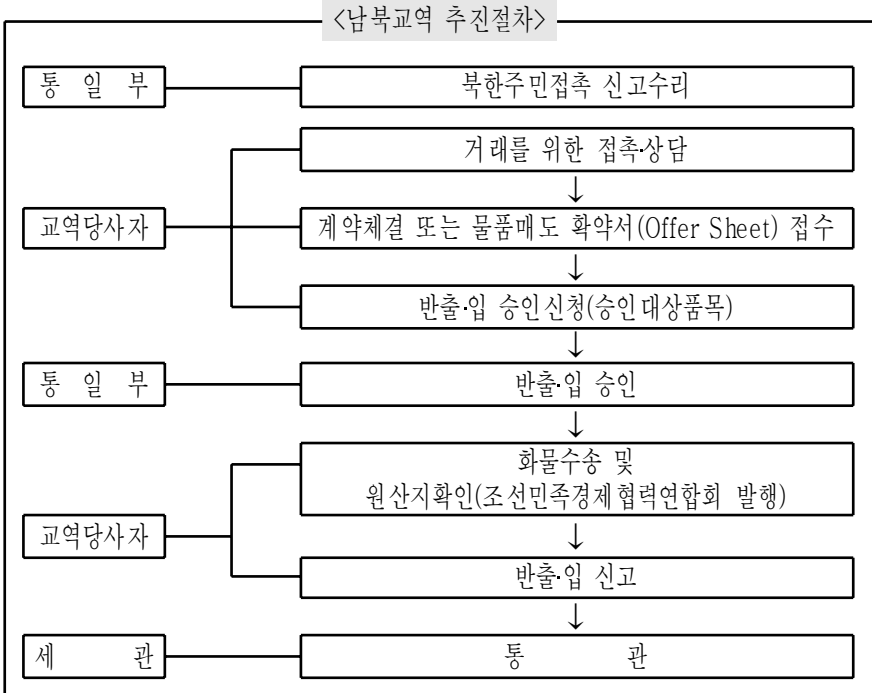 <남북교역 추진절차>
통 일 부
북한주민접촉 신고수리
거래를 위한 접촉·상담
↓
교역당사자
계약체결 또는 물품매도 확약서(Offer Sheet) 접수
↓
반출·입 승인신청(승인대상품목)
↓
통 일 부
반출·입 승인
↓
화물수송 및
원산지확인(조선민족경제협력연합회 발행)
교역당사자
↓
반출·입 신고
↓
세 관
통 관